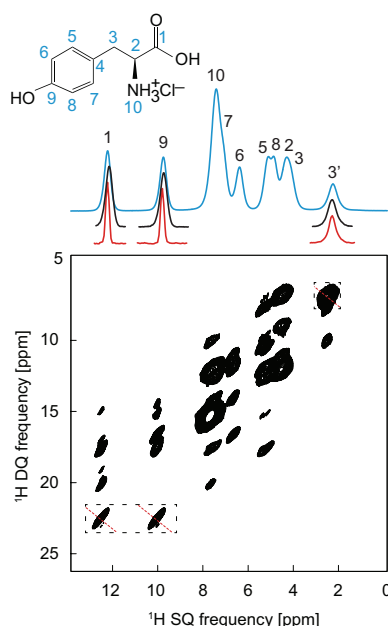 O
5 3 2 1
6 OH
4
NH₃⁺Cl⁻
HO 9 7 10
8
10
1 9 7 5 8 2
6 3 3'
5
10
15
20
25
¹H DQ frequency [ppm]
12 10 8 6 4 2 0
¹H SQ frequency [ppm]